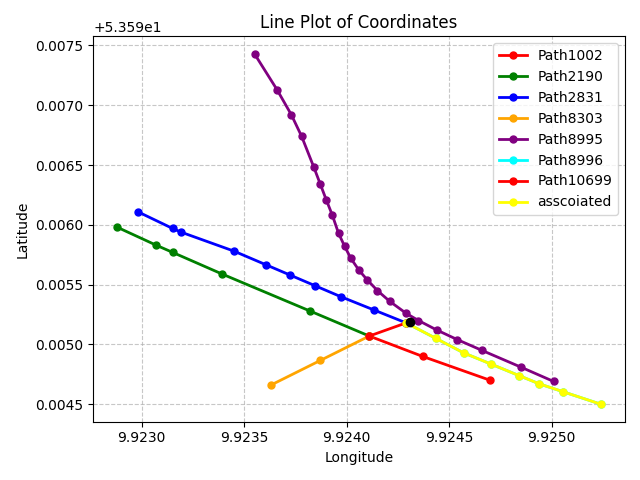 Line Plot of Coordinates
+5.359e1
0.0075
0.0070
0.0065
0.0060
0.0055
0.0050
0.0045
Latitude
9.9230
9.9235
9.9240
9.9245
9.9250
Longitude
Path1002
Path2190
Path2831
Path8303
Path8995
Path8996
Path10699
asscoiated